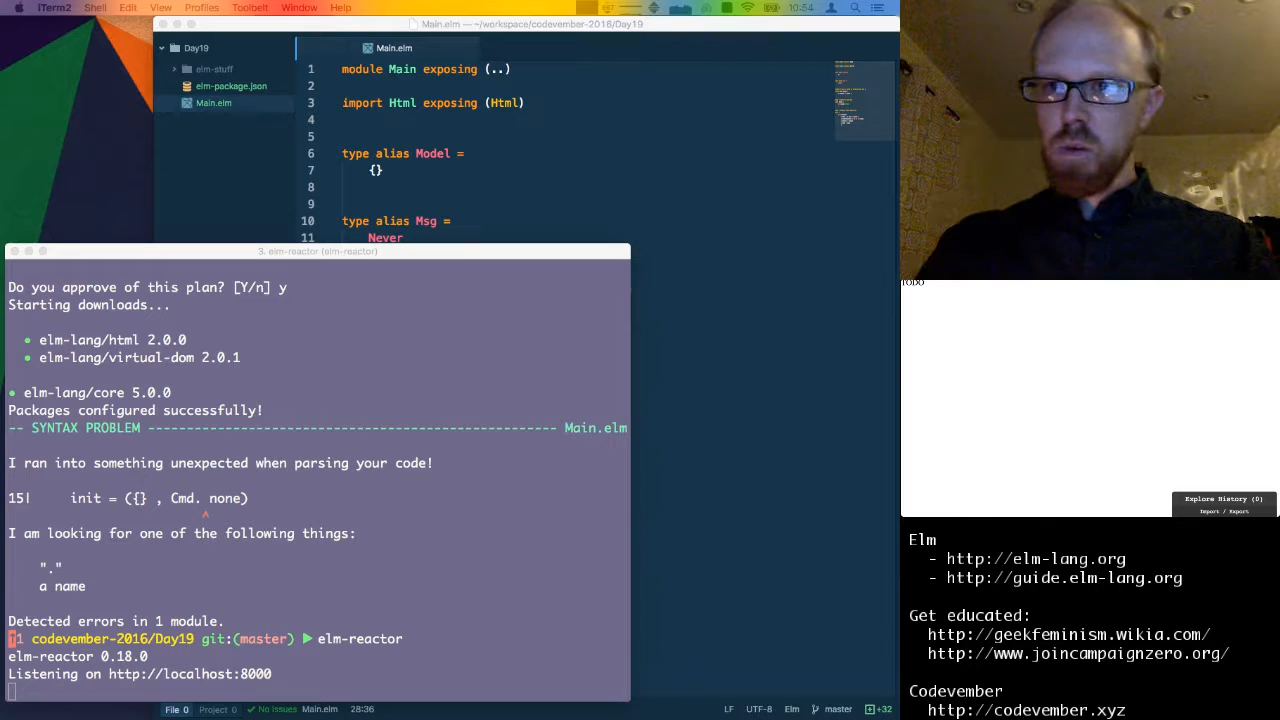 iTerm2 Shell Edit View Profiles Toolbelt Window Help
10:54
Main.elm — ~/workspace/codevember-2016/Day19
Day19
elm-stuff
elm-package.json
Main.elm
Main.elm
1 module Main exposing (..)
2
3 import Html exposing (Html)
4
5
6 type alias Model =
7 {}
8
9
10 type alias Msg =
11 Never
3. elm-reactor (elm-reactor)
Do you approve of this plan? [Y/n] y
Starting downloads...
● elm-lang/html 2.0.0
● elm-lang/virtual-dom 2.0.1
● elm-lang/core 5.0.0
Packages configured successfully!
-- SYNTAX PROBLEM ------------------------------------------------------ Main.elm
I ran into something unexpected when parsing your code!
15| init = ({} , Cmd. none)
^
I am looking for one of the following things:
"."
a name
Detected errors in 1 module.
codevember-2016/Day19 git:(master) ▶ elm-reactor
elm-reactor 0.18.0
Listening on http://localhost:8000
File 0 Project 0 ✓ No Issues Main.elm 28:36
LF UTF-8 Elm master +32
TODO
Explore History (0)
Import / Export
Elm
- http://elm-lang.org
- http://guide.elm-lang.org
Get educated:
http://geekfeminism.wikia.com/
http://www.joincampaignzero.org/
Codevember
http://codevember.xyz